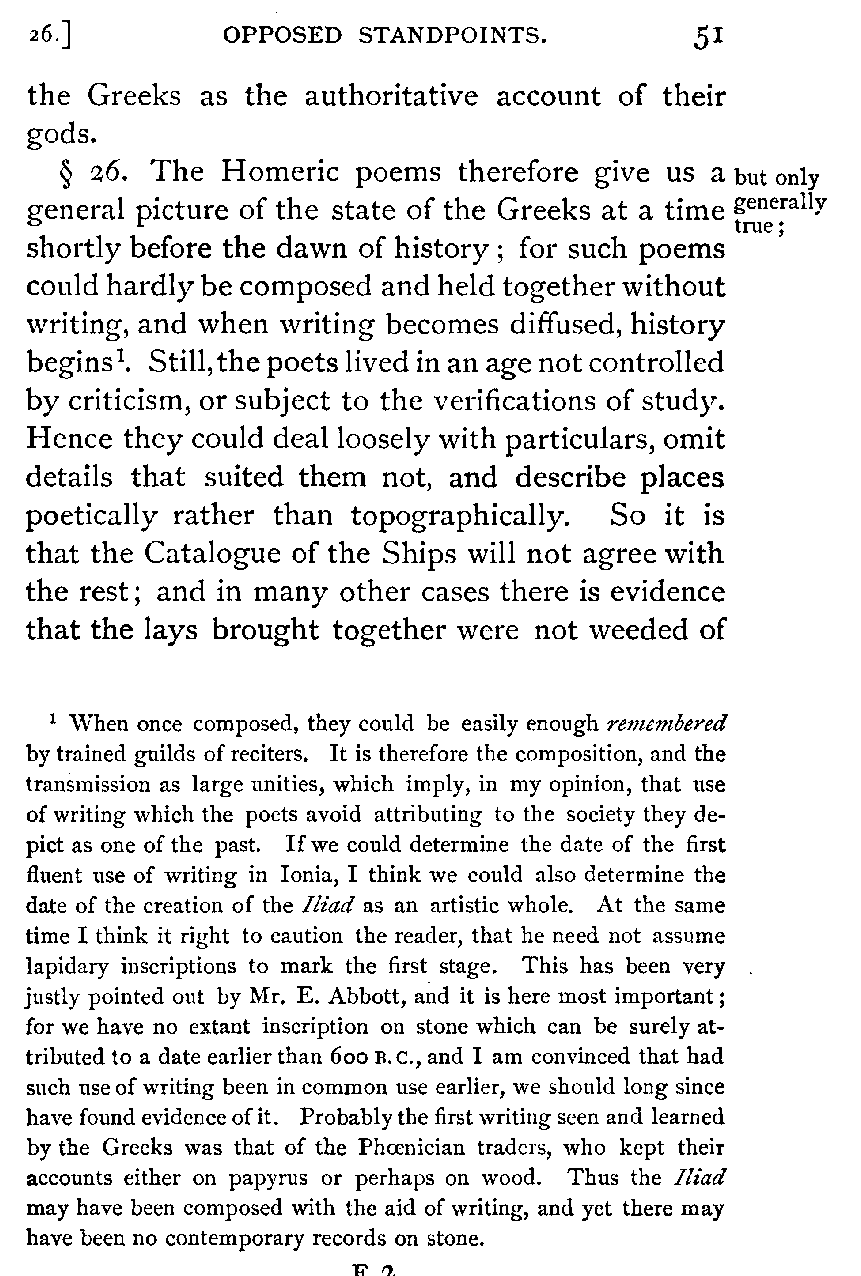 26.] OPPOSED STANDPOINTS. 51
the Greeks as the authoritative account of their
gods.
§ 26. The Homeric poems therefore give us a
but only
general picture of the state of the Greeks at a time
generally
true;
shortly before the dawn of history; for such poems
could hardly be composed and held together without
writing, and when writing becomes diffused, history
begins¹. Still, the poets lived in an age not controlled
by criticism, or subject to the verifications of study.
Hence they could deal loosely with particulars, omit
details that suited them not, and describe places
poetically rather than topographically. So it is
that the Catalogue of the Ships will not agree with
the rest; and in many other cases there is evidence
that the lays brought together were not weeded of
¹ When once composed, they could be easily enough remembered
by trained guilds of reciters. It is therefore the composition, and the
transmission as large unities, which imply, in my opinion, that use
of writing which the poets avoid attributing to the society they de-
pict as one of the past. If we could determine the date of the first
fluent use of writing in Ionia, I think we could also determine the
date of the creation of the Iliad as an artistic whole. At the same
time I think it right to caution the reader, that he need not assume
lapidary inscriptions to mark the first stage. This has been very
justly pointed out by Mr. E. Abbott, and it is here most important;
for we have no extant inscription on stone which can be surely at-
tributed to a date earlier than 600 B.C., and I am convinced that had
such use of writing been in common use earlier, we should long since
have found evidence of it. Probably the first writing seen and learned
by the Greeks was that of the Phœnician traders, who kept their
accounts either on papyrus or perhaps on wood. Thus the Iliad
may have been composed with the aid of writing, and yet there may
have been no contemporary records on stone.
E 2